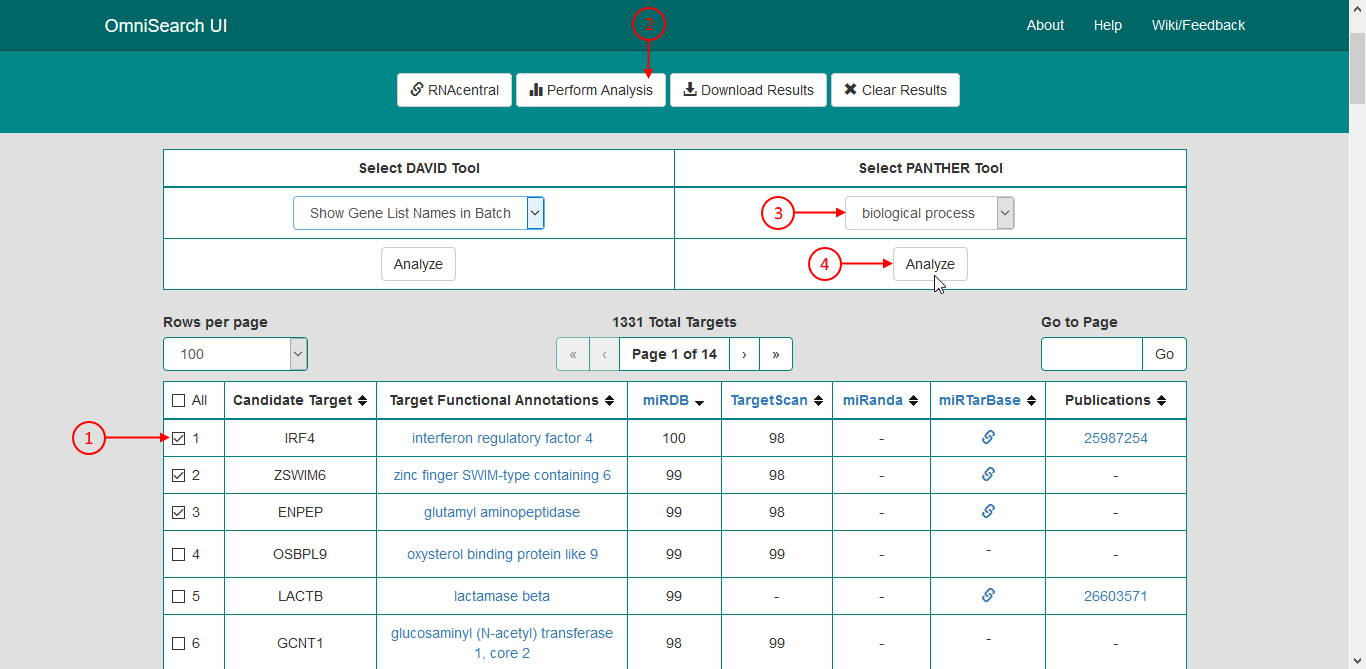 OmniSearch UI
2
About Help Wiki/Feedback
RNAcentral Perform Analysis Download Results Clear Results
Select DAVID Tool Select PANTHER Tool
Show Gene List Names in Batch 3 biological process
Analyze 4 Analyze
Rows per page 1331 Total Targets Go to Page
100 « ‹ Page 1 of 14 › » Go
All Candidate Target Target Functional Annotations miRDB TargetScan miRanda miRTarBase Publications
1 1 IRF4 interferon regulatory factor 4 100 98 - 25987254
2 ZSWIM6 zinc finger SWIM-type containing 6 99 98 - -
3 ENPEP glutamyl aminopeptidase 99 98 - -
4 OSBPL9 oxysterol binding protein like 9 99 99 - - -
5 LACTB lactamase beta 99 - - 26603571
6 GCNT1 glucosaminyl (N-acetyl) transferase 98 99 - - -
1, core 2